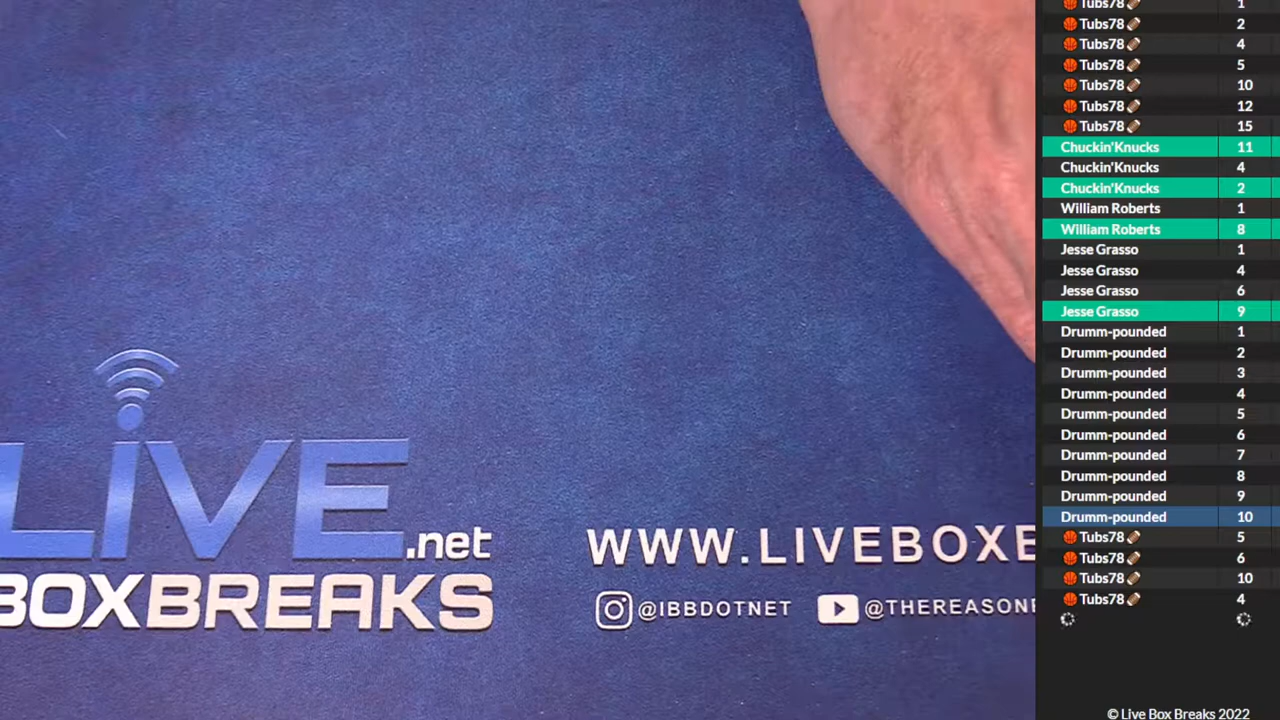 LIVE
.net
BOXBREAKS
WWW.LIVEBOXE
@IBBDOTNET
@THEREASONE
Tubs78 1
Tubs78 2
Tubs78 4
Tubs78 5
Tubs78 10
Tubs78 12
Tubs78 15
Chuckin'Knucks 11
Chuckin'Knucks 4
Chuckin'Knucks 2
William Roberts 1
William Roberts 8
Jesse Grasso 1
Jesse Grasso 4
Jesse Grasso 6
Jesse Grasso 9
Drumm-pounded 1
Drumm-pounded 2
Drumm-pounded 3
Drumm-pounded 4
Drumm-pounded 5
Drumm-pounded 6
Drumm-pounded 7
Drumm-pounded 8
Drumm-pounded 9
Drumm-pounded 10
Tubs78 5
Tubs78 6
Tubs78 10
Tubs78 4
© Live Box Breaks 2022